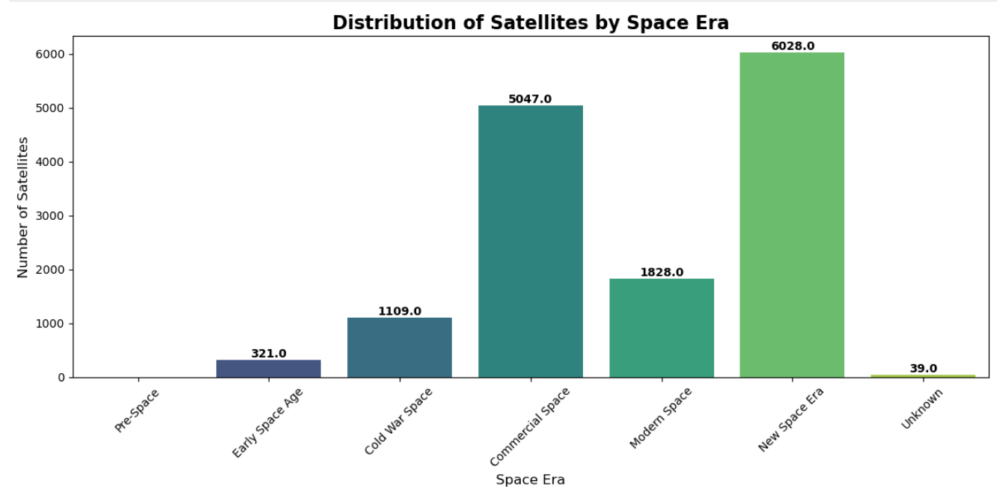 Distribution of Satellites by Space Era
Number of Satellites
6000
5000
4000
3000
2000
1000
0
321.0
1109.0
5047.0
1828.0
6028.0
39.0
Pre-Space
Early Space Age
Cold War Space
Commercial Space
Modern Space
New Space Era
Unknown
Space Era